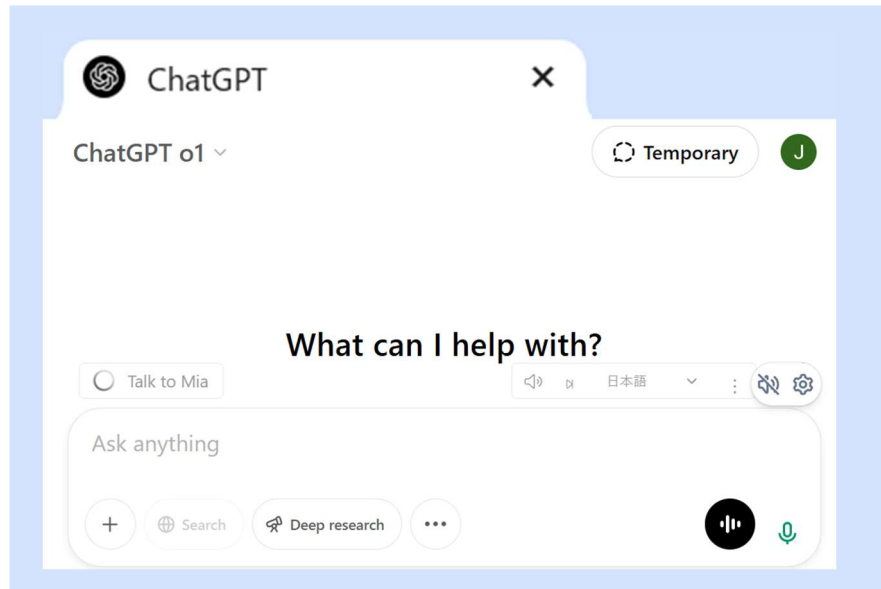 ChatGPT
ChatGPT o1
Temporary
J
What can I help with?
Talk to Mia
日本語
Ask anything
Search
Deep research